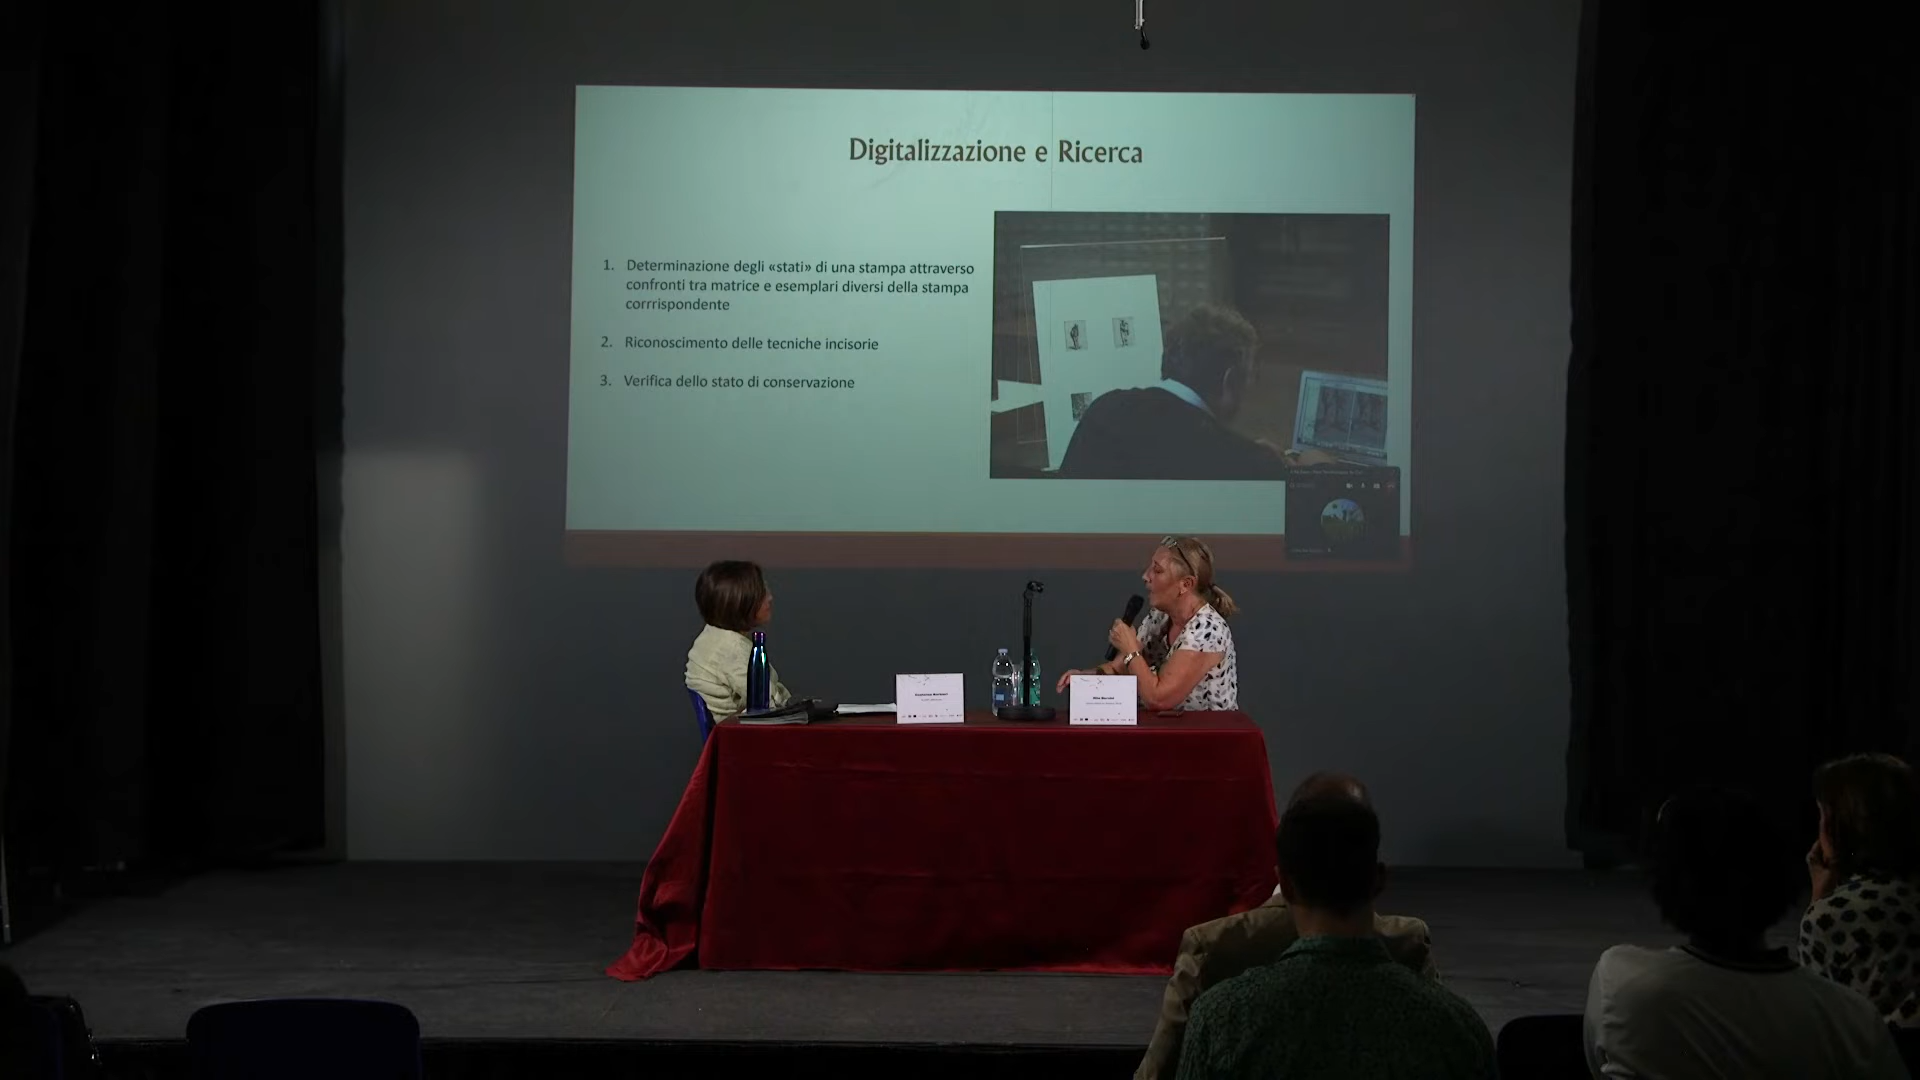 Digitalizzazione e Ricerca
1. Determinazione degli «stati» di una stampa attraverso
confronti tra matrice e esemplari diversi della stampa
corrrispondente
2. Riconoscimento delle tecniche incisorie
3. Verifica dello stato di conservazione